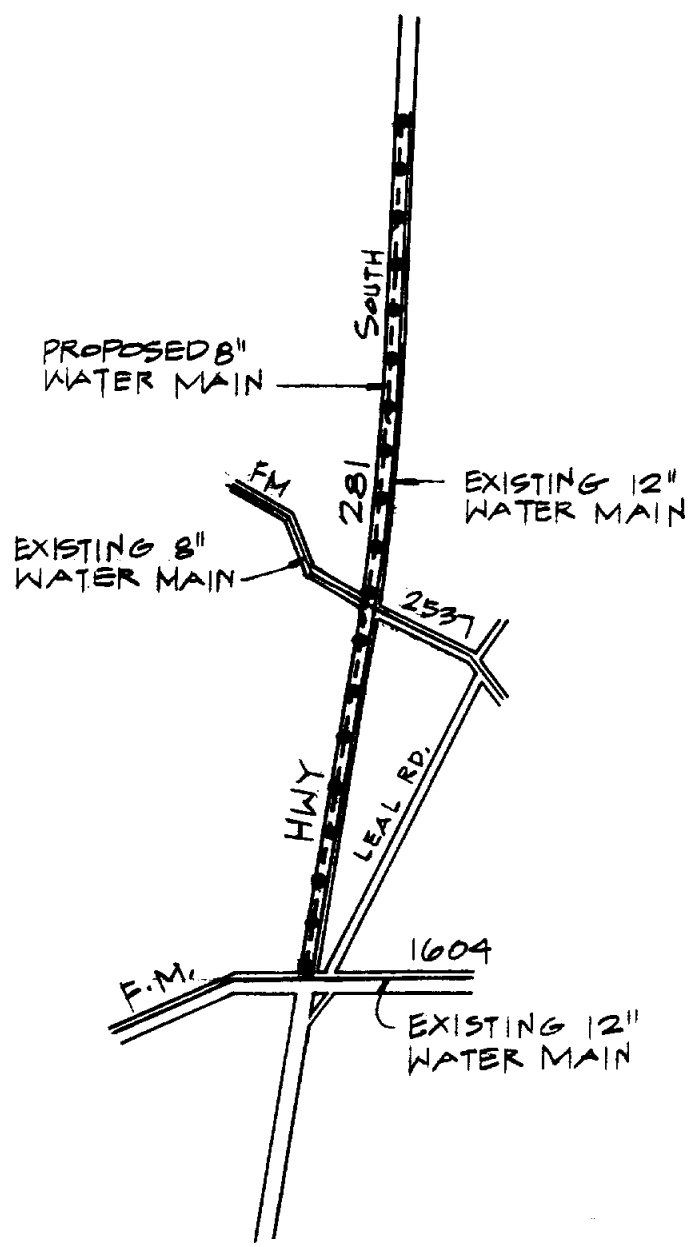 SOUTH
PROPOSED 8"
WATER MAIN
281
FM
EXISTING 12"
WATER MAIN
EXISTING 8"
WATER MAIN
2537
HWY
LEAL RD.
1604
F.M.
EXISTING 12"
WATER MAIN